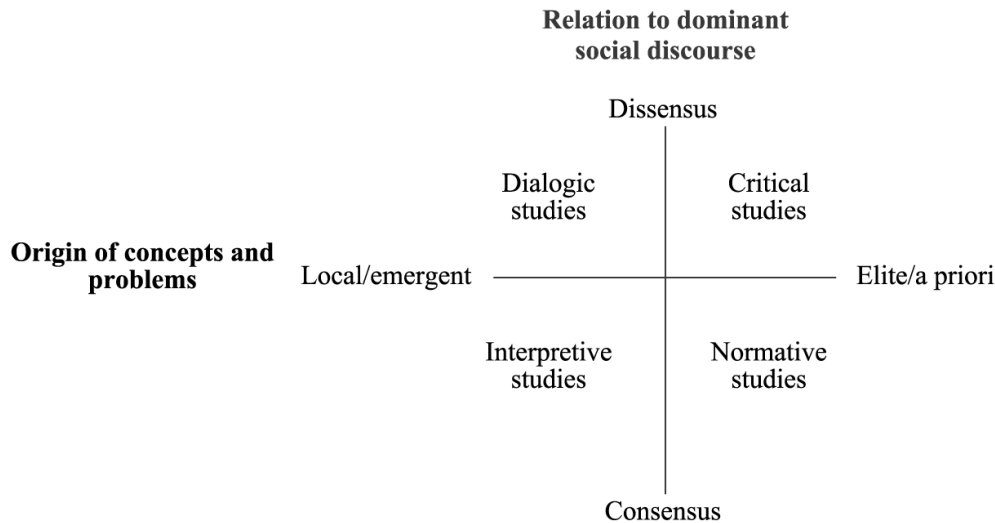 Relation to dominant
social discourse
Dissensus
Dialogic
studies
Critical
studies
Origin of concepts and
problems
Local/emergent
Elite/a priori
Interpretive
studies
Normative
studies
Consensus